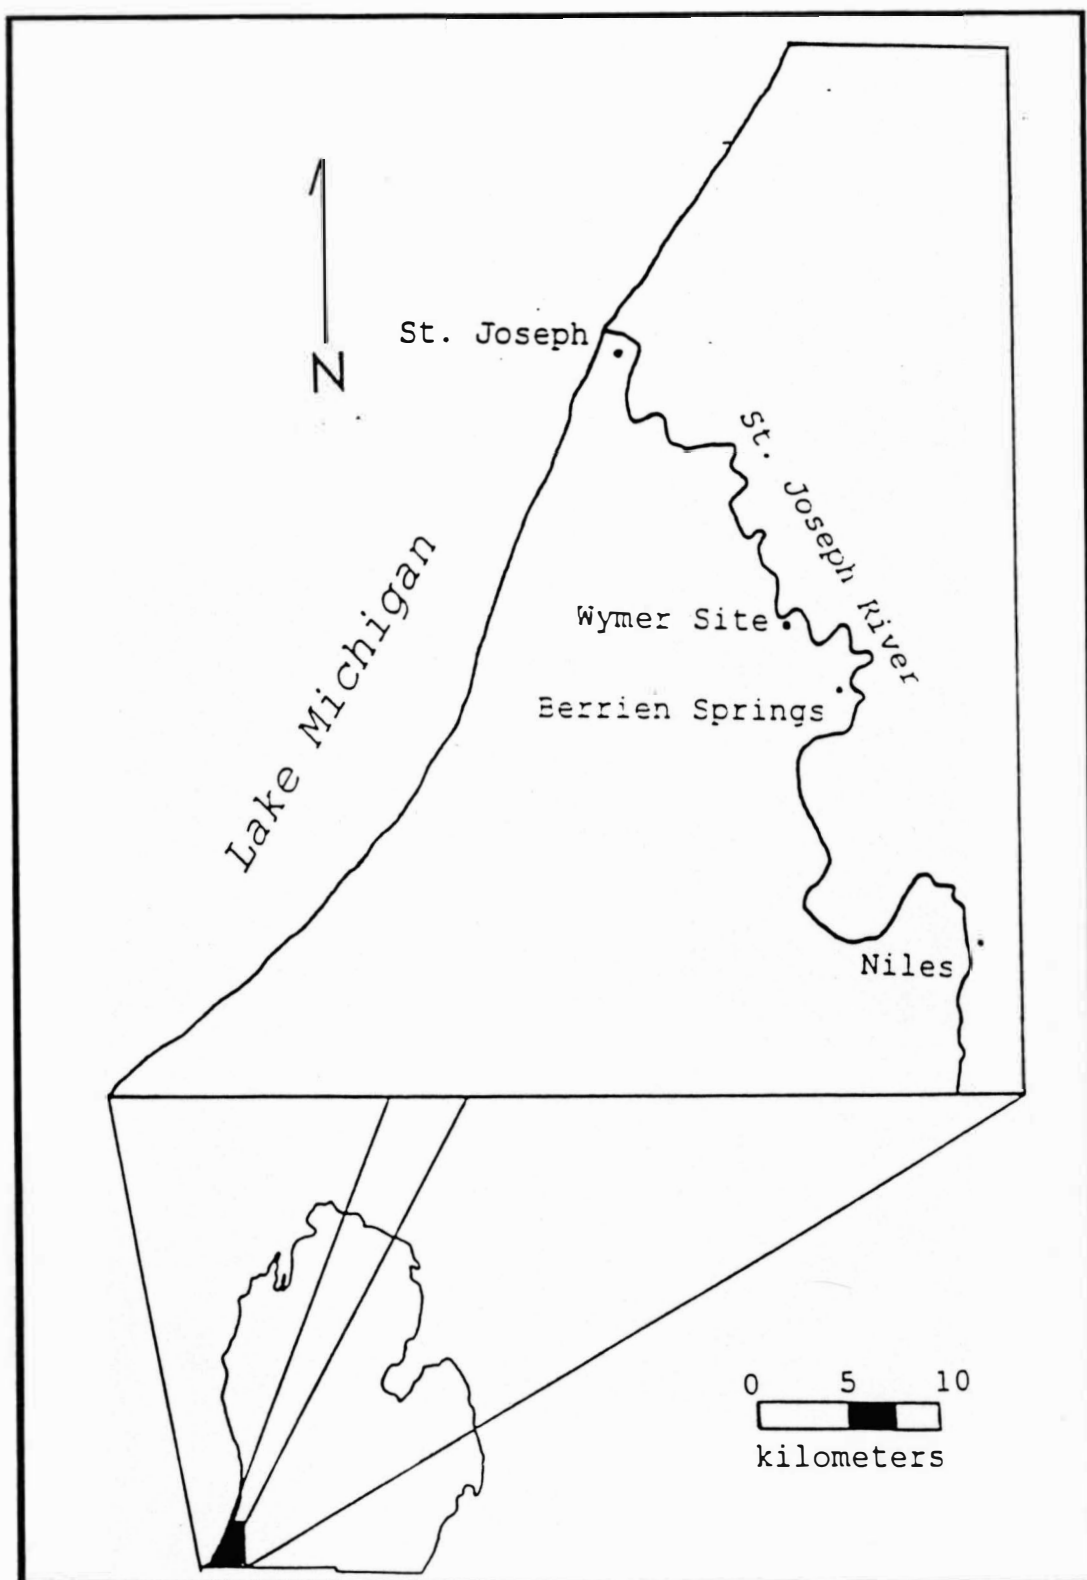 N
St. Joseph
St. Joseph River
Lake Michigan
Wymer Site
Berrien Springs
Niles
0 5 10
kilometers